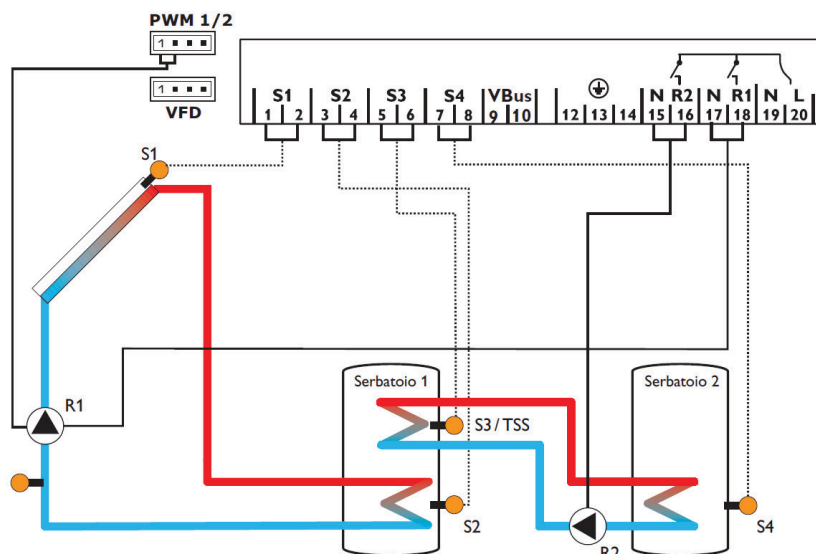 PWM 1/2
1
1
VFD
S1 S2 S3 S4 VBus N R2 N R1 N L
1 2 3 4 5 6 7 8 9 10 12 13 14 15 16 17 18 19 20
S1
Serbatoio 1
Serbatoio 2
R1
S3 / TSS
S2
S4
R2